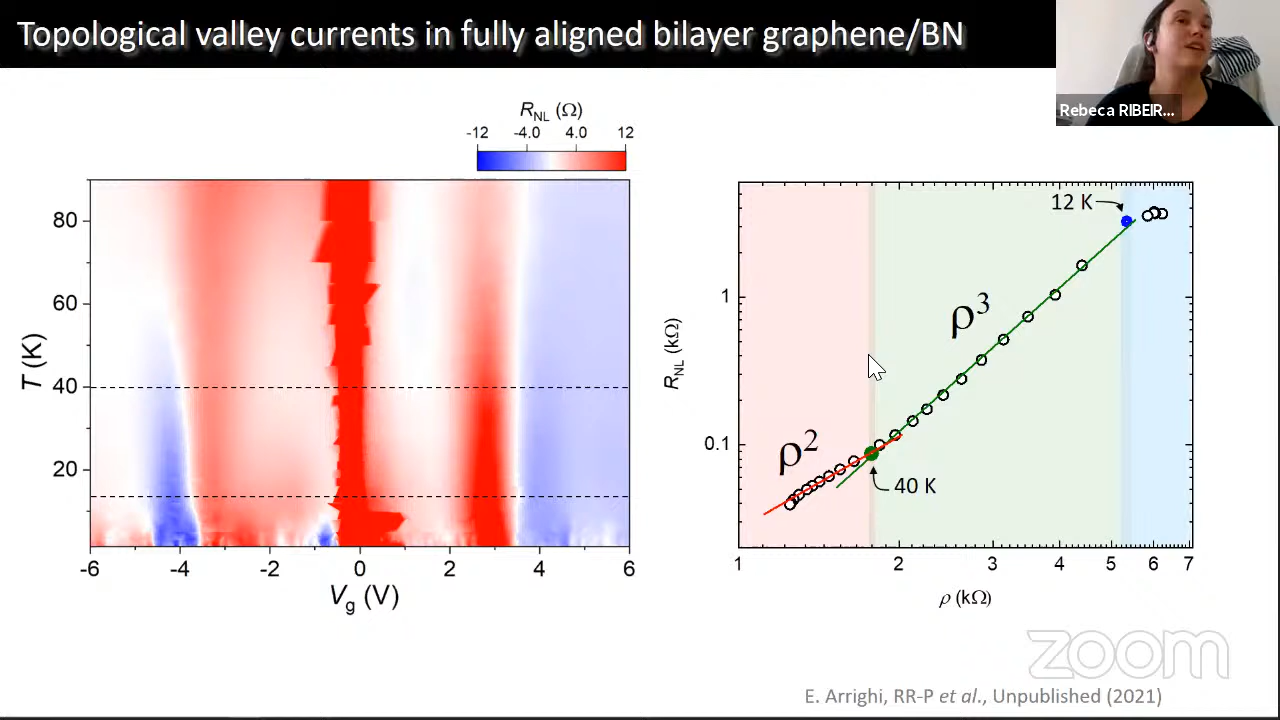 Topological valley currents in fully aligned bilayer graphene/BN
Rebeca RIBEIR...
R_NL (Ω)
-12 -4.0 4.0 12
T (K)
80
60
40
20
-6 -4 -2 0 2 4 6
V_g (V)
R_NL (kΩ)
1
0.1
12 K
ρ³
ρ²
40 K
1 2 3 4 5 6 7
ρ (kΩ)
zoom
E. Arrighi, RR-P et al., Unpublished (2021)